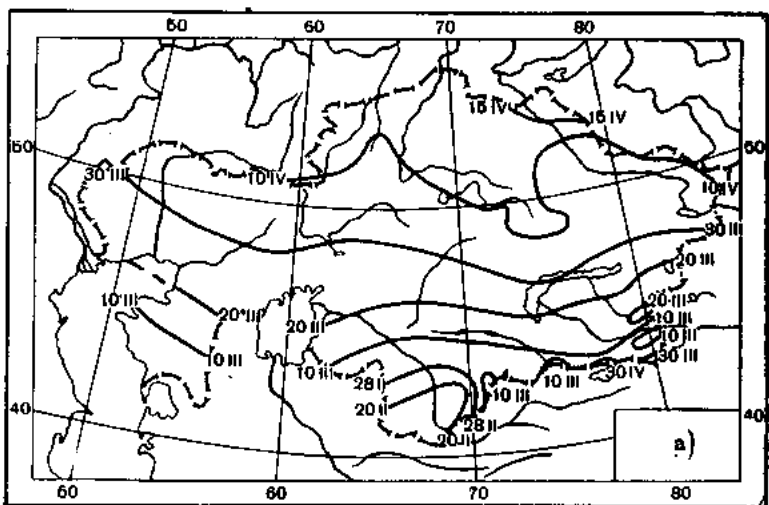 50 60 70 80
50 60
15 IV 15 IV
30 III 10 IV 10 IV
30 III
20 III
10 III 20 III 20 III 20 III
10 III
10 III
10 III 10 III 28 II 10 III 10 III 30 IV 30 III
20 II 28 II
20 II
40 40
а)
60 60 70 80